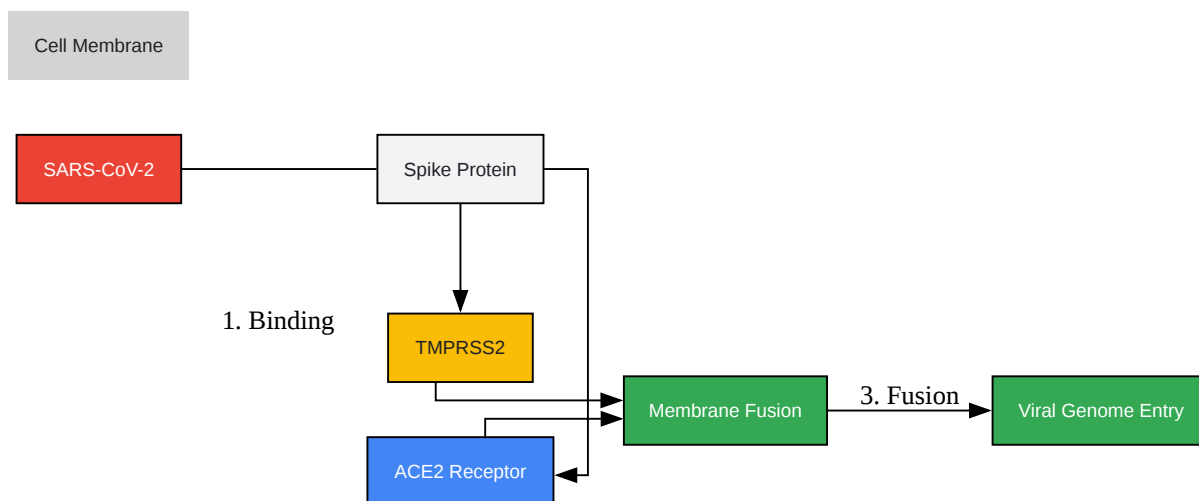 Cell Membrane
SARS-CoV-2
Spike Protein
1. Binding
TMPRSS2
Membrane Fusion
3. Fusion
Viral Genome Entry
ACE2 Receptor